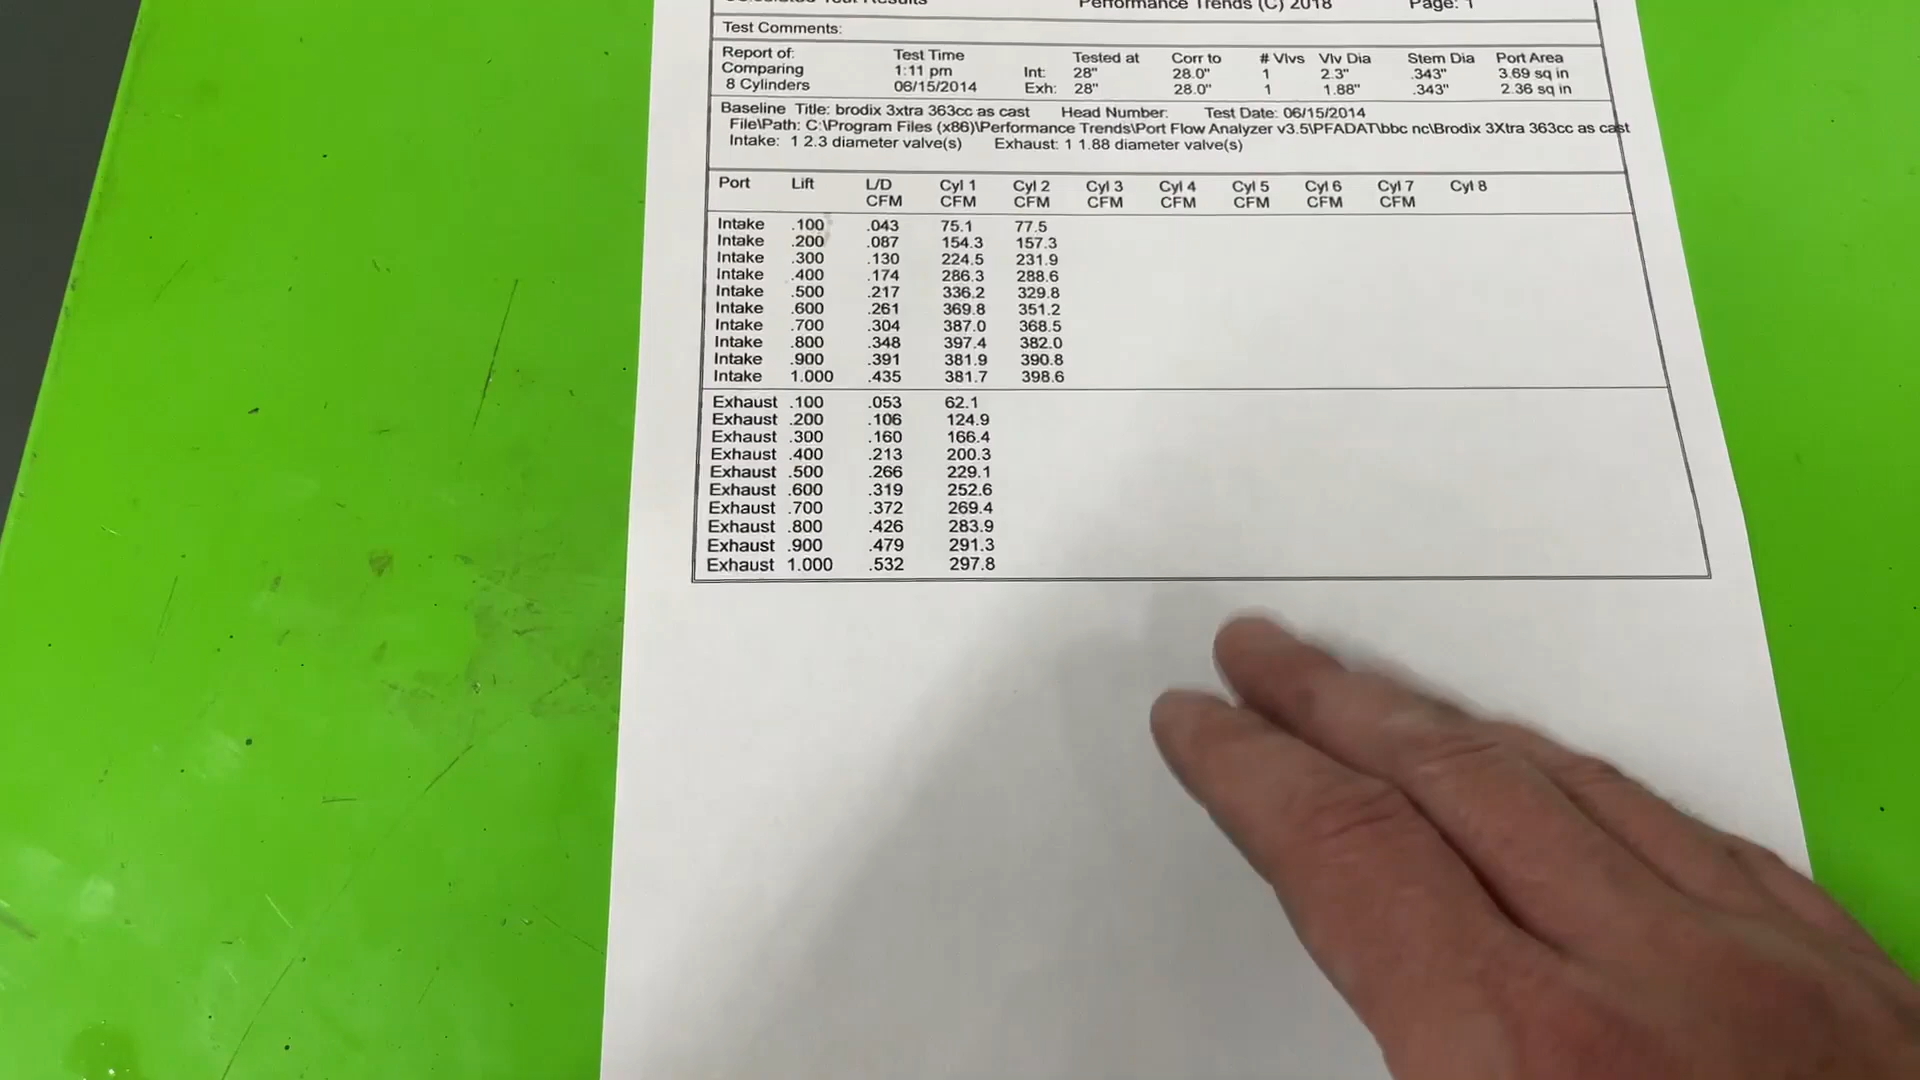 Calculated Test Results Performance Trends (C) 2018 Page: 1
Test Comments:
Report of: Test Time Tested at Corr to # Vlvs Vlv Dia Stem Dia Port Area
Comparing 1:11 pm Int: 28" 28.0" 1 2.3" .343" 3.69 sq in
8 Cylinders 06/15/2014 Exh: 28" 28.0" 1 1.88" .343" 2.36 sq in
Baseline Title: brodix 3xtra 363cc as cast Head Number: Test Date: 06/15/2014
File\Path: C:\Program Files (x86)\Performance Trends\Port Flow Analyzer v3.5\PFADAT\bbc nc\Brodix 3Xtra 363cc as cast
Intake: 1 2.3 diameter valve(s) Exhaust: 1 1.88 diameter valve(s)
Port Lift L/D Cyl 1 Cyl 2 Cyl 3 Cyl 4 Cyl 5 Cyl 6 Cyl 7 Cyl 8
CFM CFM CFM CFM CFM CFM CFM CFM
Intake .100 .043 75.1 77.5
Intake .200 .087 154.3 157.3
Intake .300 .130 224.5 231.9
Intake .400 .174 286.3 288.6
Intake .500 .217 336.2 329.8
Intake .600 .261 369.8 351.2
Intake .700 .304 387.0 368.5
Intake .800 .348 397.4 382.0
Intake .900 .391 381.9 390.8
Intake 1.000 .435 381.7 398.6
Exhaust .100 .053 62.1
Exhaust .200 .106 124.9
Exhaust .300 .160 166.4
Exhaust .400 .213 200.3
Exhaust .500 .266 229.1
Exhaust .600 .319 252.6
Exhaust .700 .372 269.4
Exhaust .800 .426 283.9
Exhaust .900 .479 291.3
Exhaust 1.000 .532 297.8